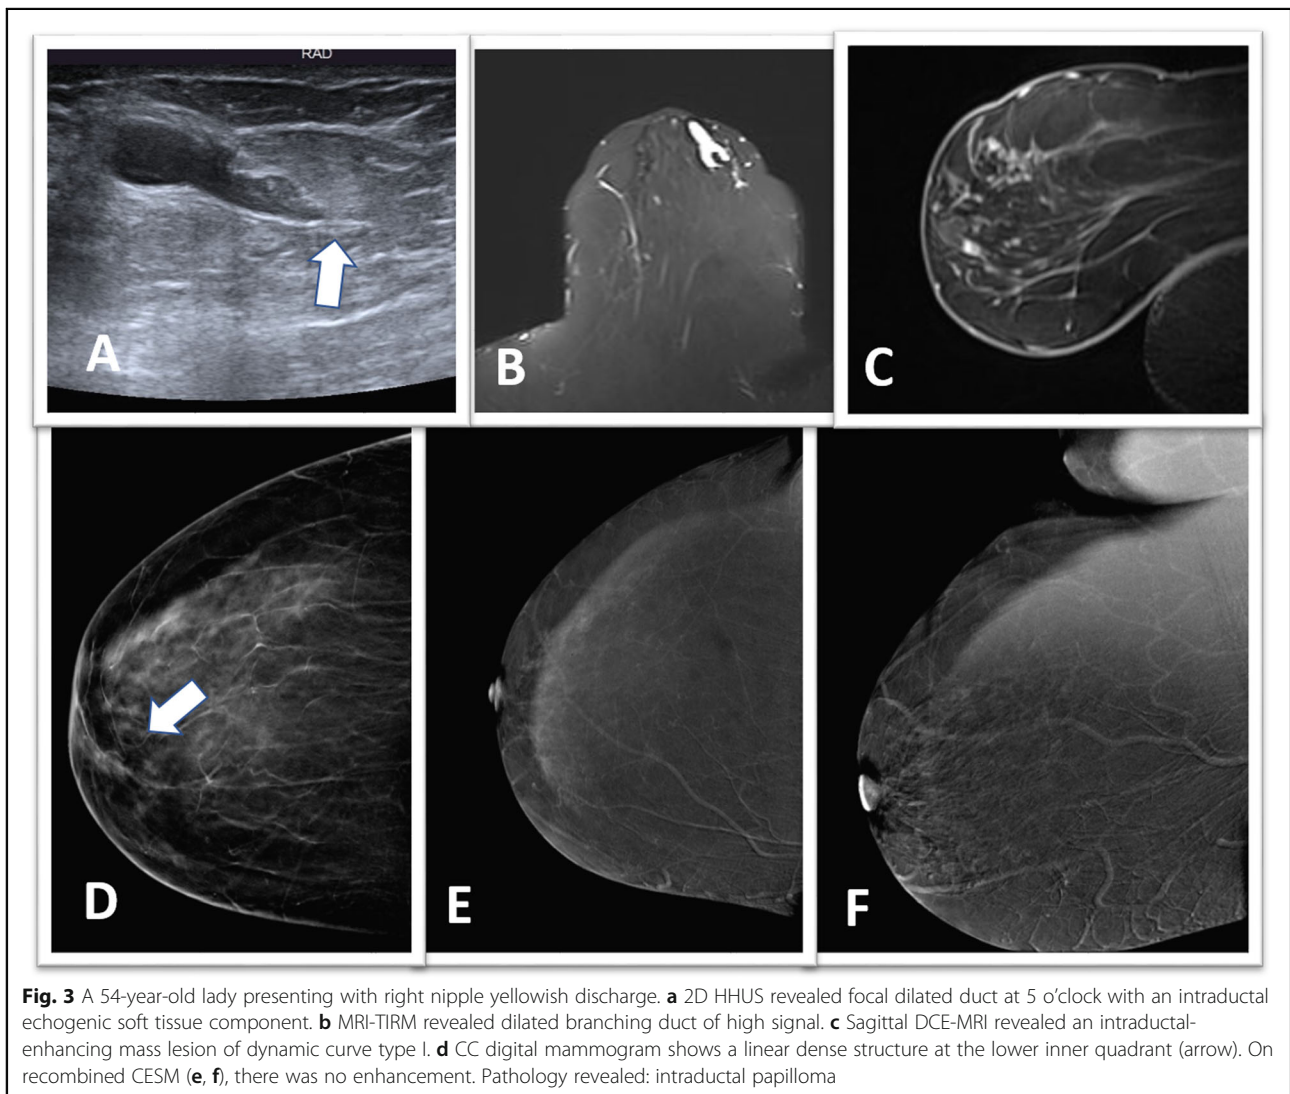 RAD
A
B
C
D
E
F
Fig. 3 A 54-year-old lady presenting with right nipple yellowish discharge. a 2D HHUS revealed focal dilated duct at 5 o’clock with an intraductal
echogenic soft tissue component. b MRI-TIRM revealed dilated branching duct of high signal. c Sagittal DCE-MRI revealed an intraductal-
enhancing mass lesion of dynamic curve type I. d CC digital mammogram shows a linear dense structure at the lower inner quadrant (arrow). On
recombined CESM (e, f), there was no enhancement. Pathology revealed: intraductal papilloma